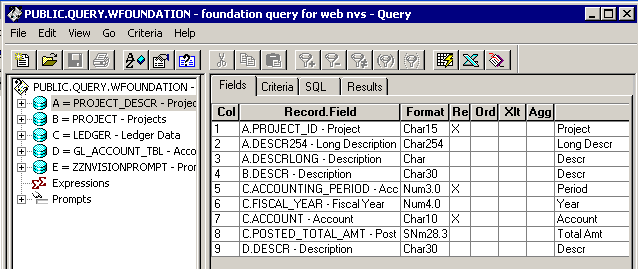 PUBLIC.QUERY.WFOUNDATION - foundation query for web nvs - Query
File Edit View Go Criteria Help
PUBLIC.QUERY.WFOUNDATION -
A = PROJECT_DESCR - Projec
B = PROJECT - Projects
C = LEDGER - Ledger Data
D = GL_ACCOUNT_TBL - Acco
E = ZZNVISIONPROMPT - Pron
Expressions
Prompts
Fields Criteria SQL Results
Col Record.Field Format Re Ord Xlt Agg
1 A.PROJECT_ID - Project Char15 X Project
2 A.DESCR254 - Long Description Char254 Long Descr
3 A.DESCRLONG - Description Char Descr
4 B.DESCR - Description Char30 Descr
5 C.ACCOUNTING_PERIOD - Acc Num3.0 X Period
6 C.FISCAL_YEAR - Fiscal Year Num4.0 Year
7 C.ACCOUNT - Account Char10 X Account
8 C.POSTED_TOTAL_AMT - Post SNm28.3 Total Amt
9 D.DESCR - Description Char30 Descr